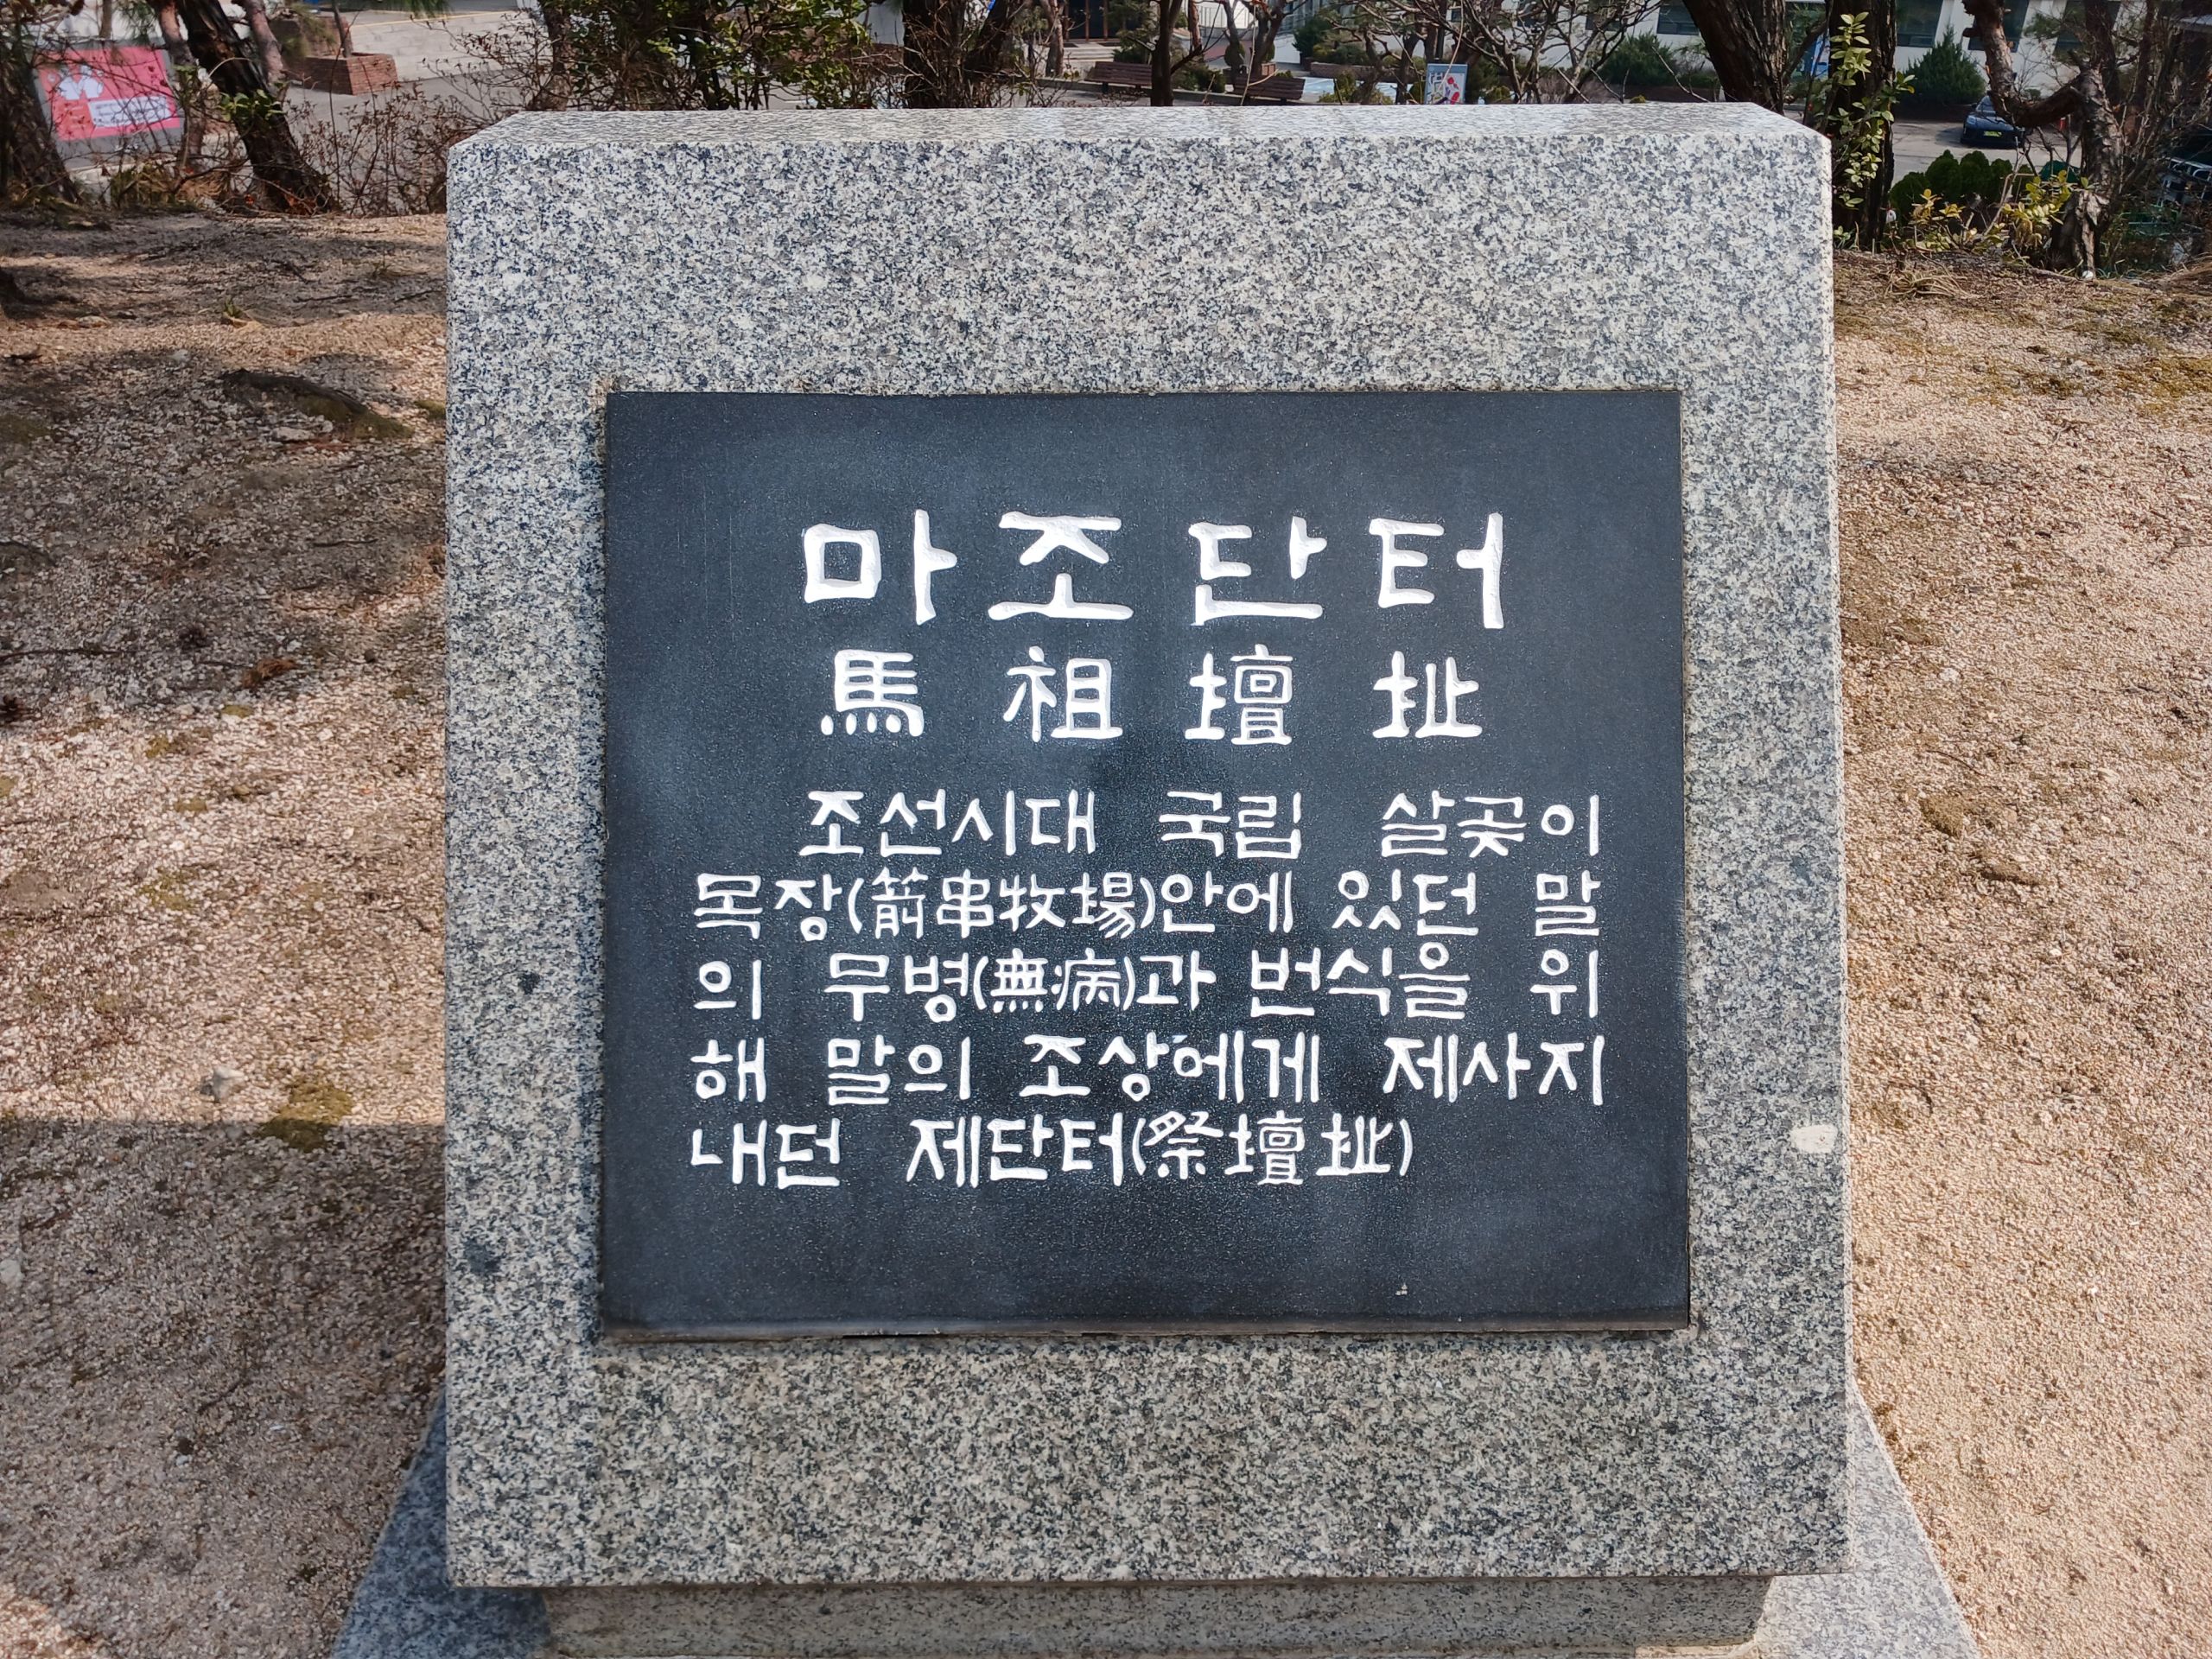 마조단터
馬祖壇址
조선시대 국립 살곶이
목장(箭串牧場)안에 있던 말
의 무병(無病)과 번식을 위
해 말의 조상에게 제사지
내던 제단터(祭壇址)